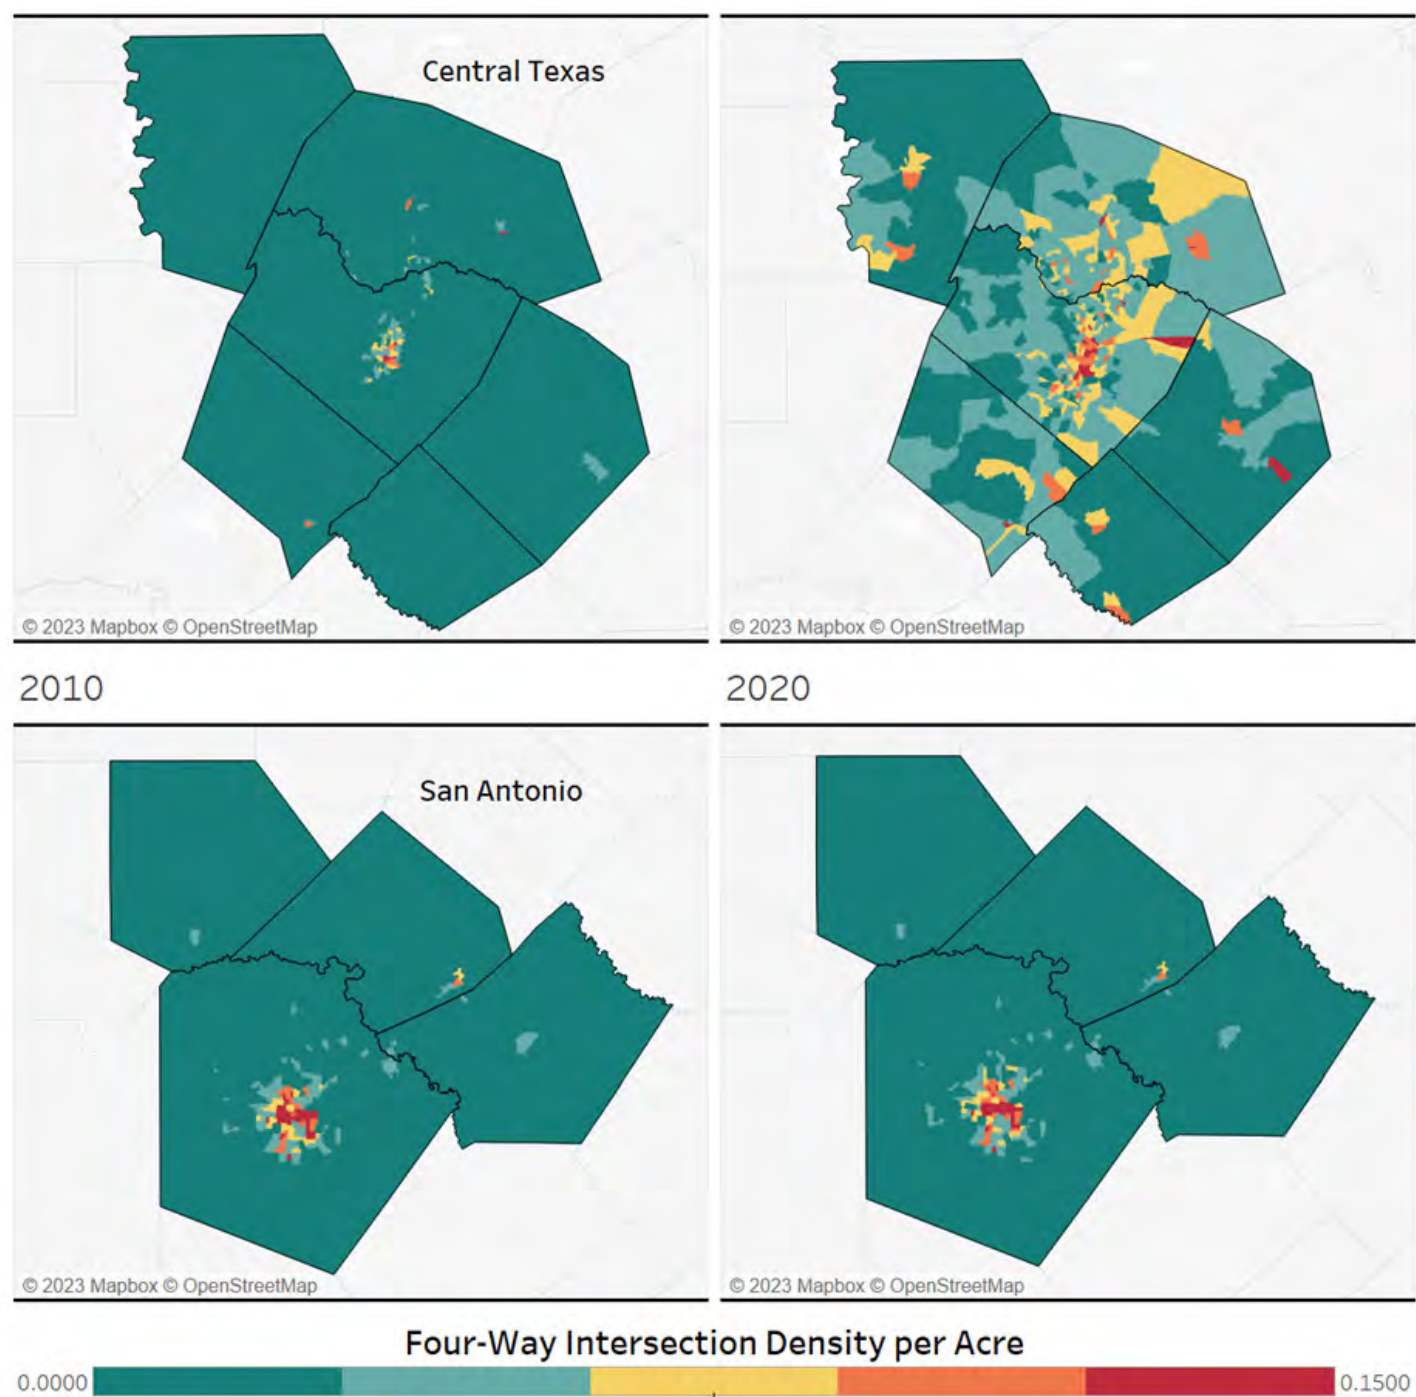 Central Texas
© 2023 Mapbox © OpenStreetMap
© 2023 Mapbox © OpenStreetMap
2010
2020
San Antonio
© 2023 Mapbox © OpenStreetMap
© 2023 Mapbox © OpenStreetMap
Four-Way Intersection Density per Acre
0.0000
0.1500